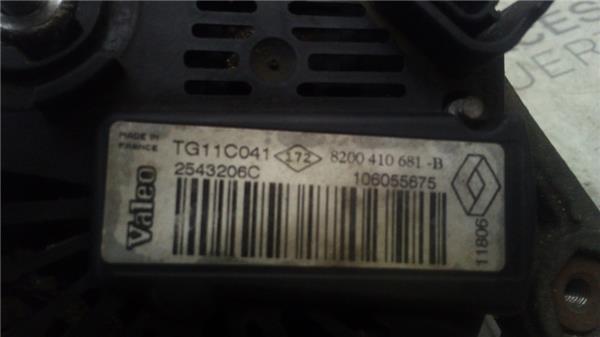 MADE IN
FRANCE
TG11C041 172 8200 410 681-B
2543206C 106055675
Valeo
11806